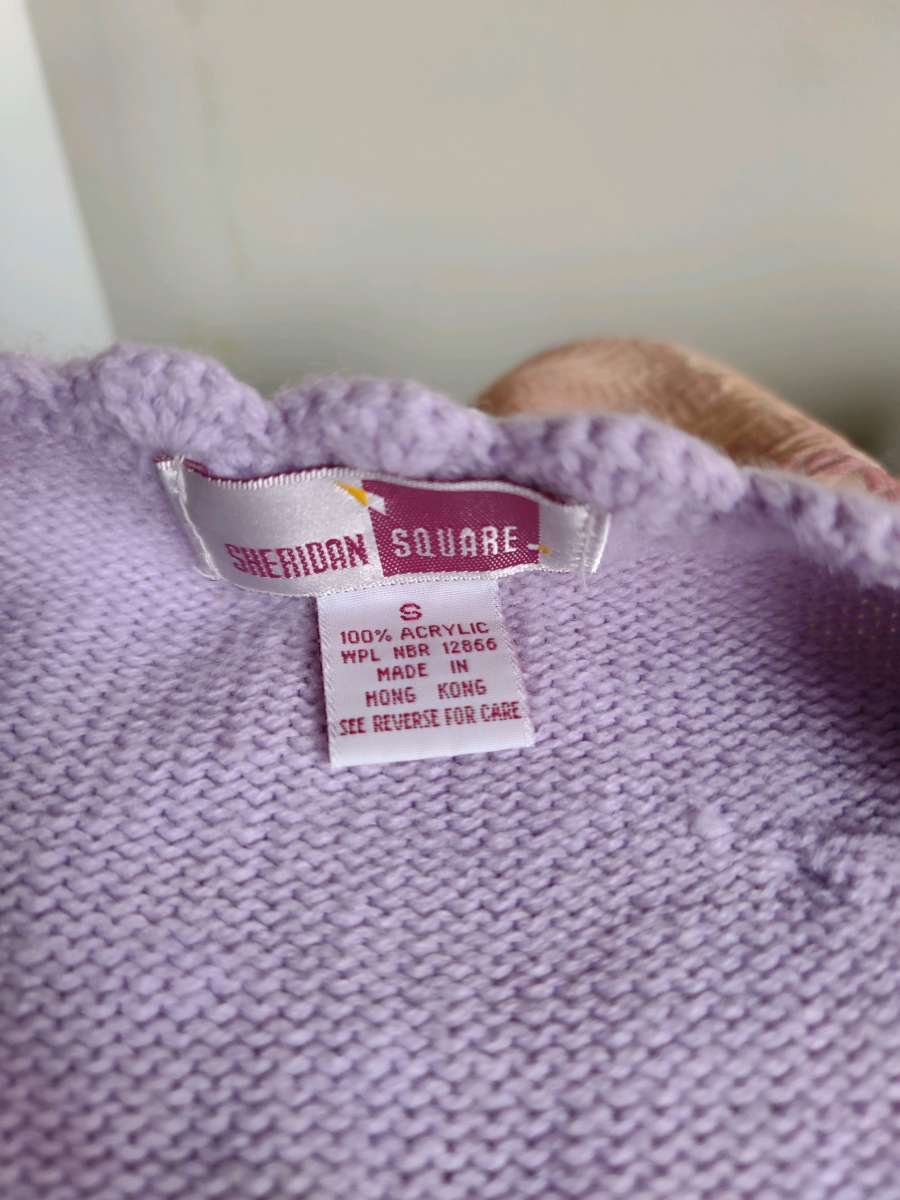 SHERIDAN SQUARE
S
100% ACRYLIC
WPL NBR 12866
MADE IN
HONG KONG
SEE REVERSE FOR CARE